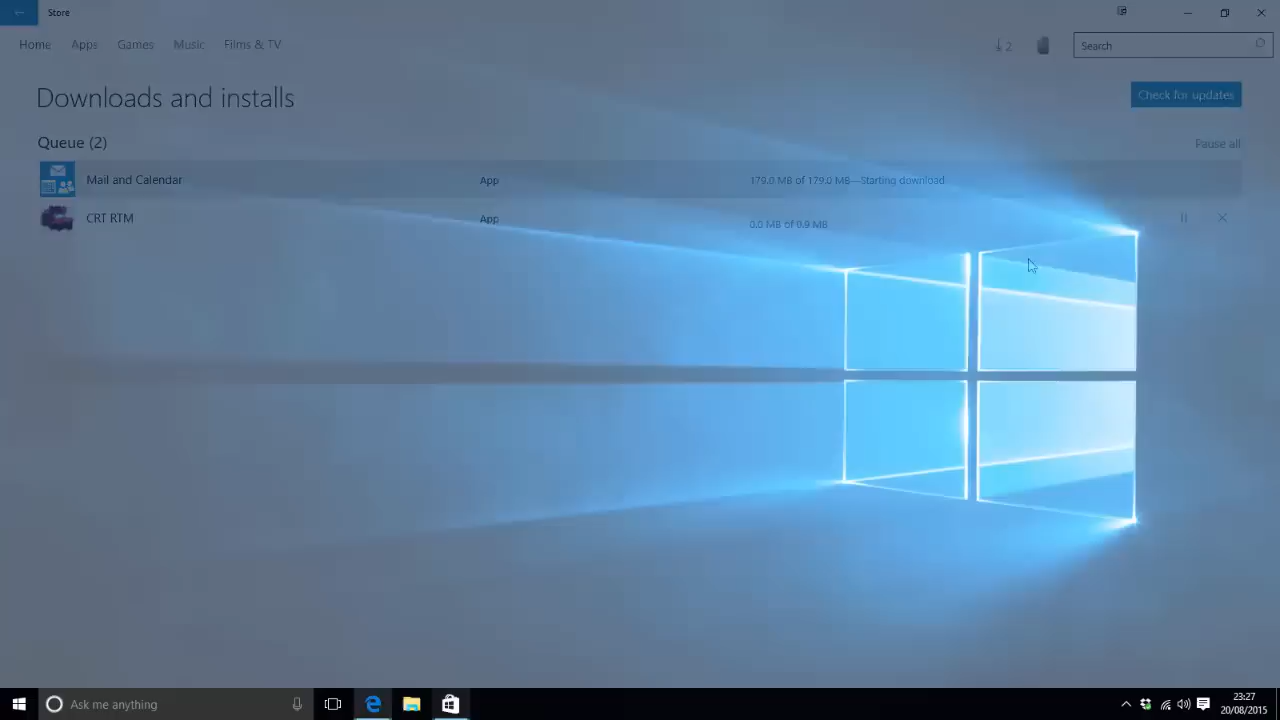 Store
Home Apps Games Music Films & TV
2
Search
Downloads and installs
Check for updates
Queue (2)
Pause all
Mail and Calendar App 179.0 MB of 179.0 MB—Starting download
CRT RTM App 0.0 MB of 0.9 MB
Ask me anything
23:27
20/08/2015